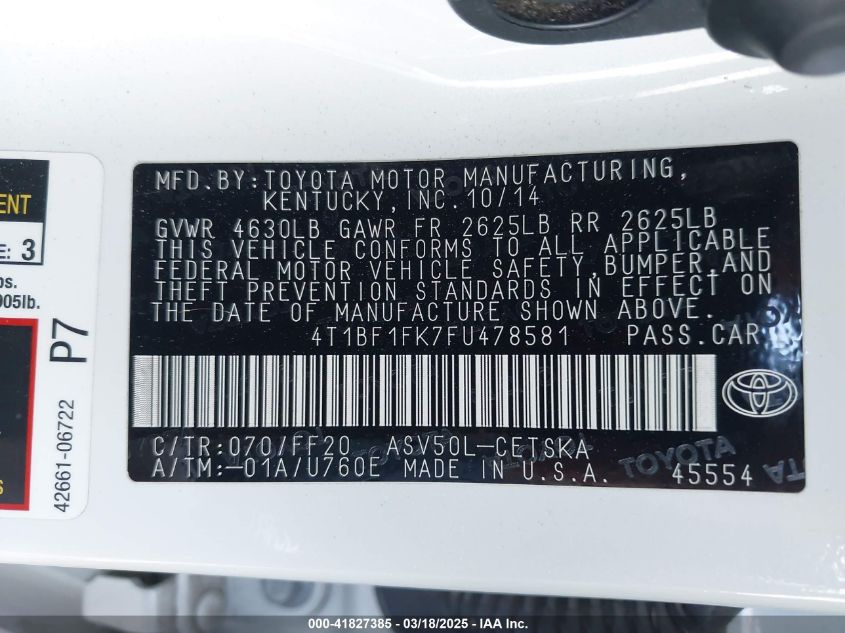 ENT
E: 3
bs.
905lb.
P7
42661-06722
S
MFD.BY:TOYOTA MOTOR MANUFACTURING,
KENTUCKY,INC.10/14
GVWR 4630LB GAWR FR 2625LB RR 2625LB
THIS VEHICLE CONFORMS TO ALL APPLICABLE
FEDERAL MOTOR VEHICLE SAFETY,BUMPER,AND
THEFT PREVENTION STANDARDS IN EFFECT ON
THE DATE OF MANUFACTURE SHOWN ABOVE.
4T1BF1FK7FU478581 PASS.CAR
C/TR:070/FF20 ASV50L-CETSKA
A/TM:-01A/U760E MADE IN U.S.A. 45554
TOYOTA
000-41827385 - 03/18/2025 - IAA Inc.